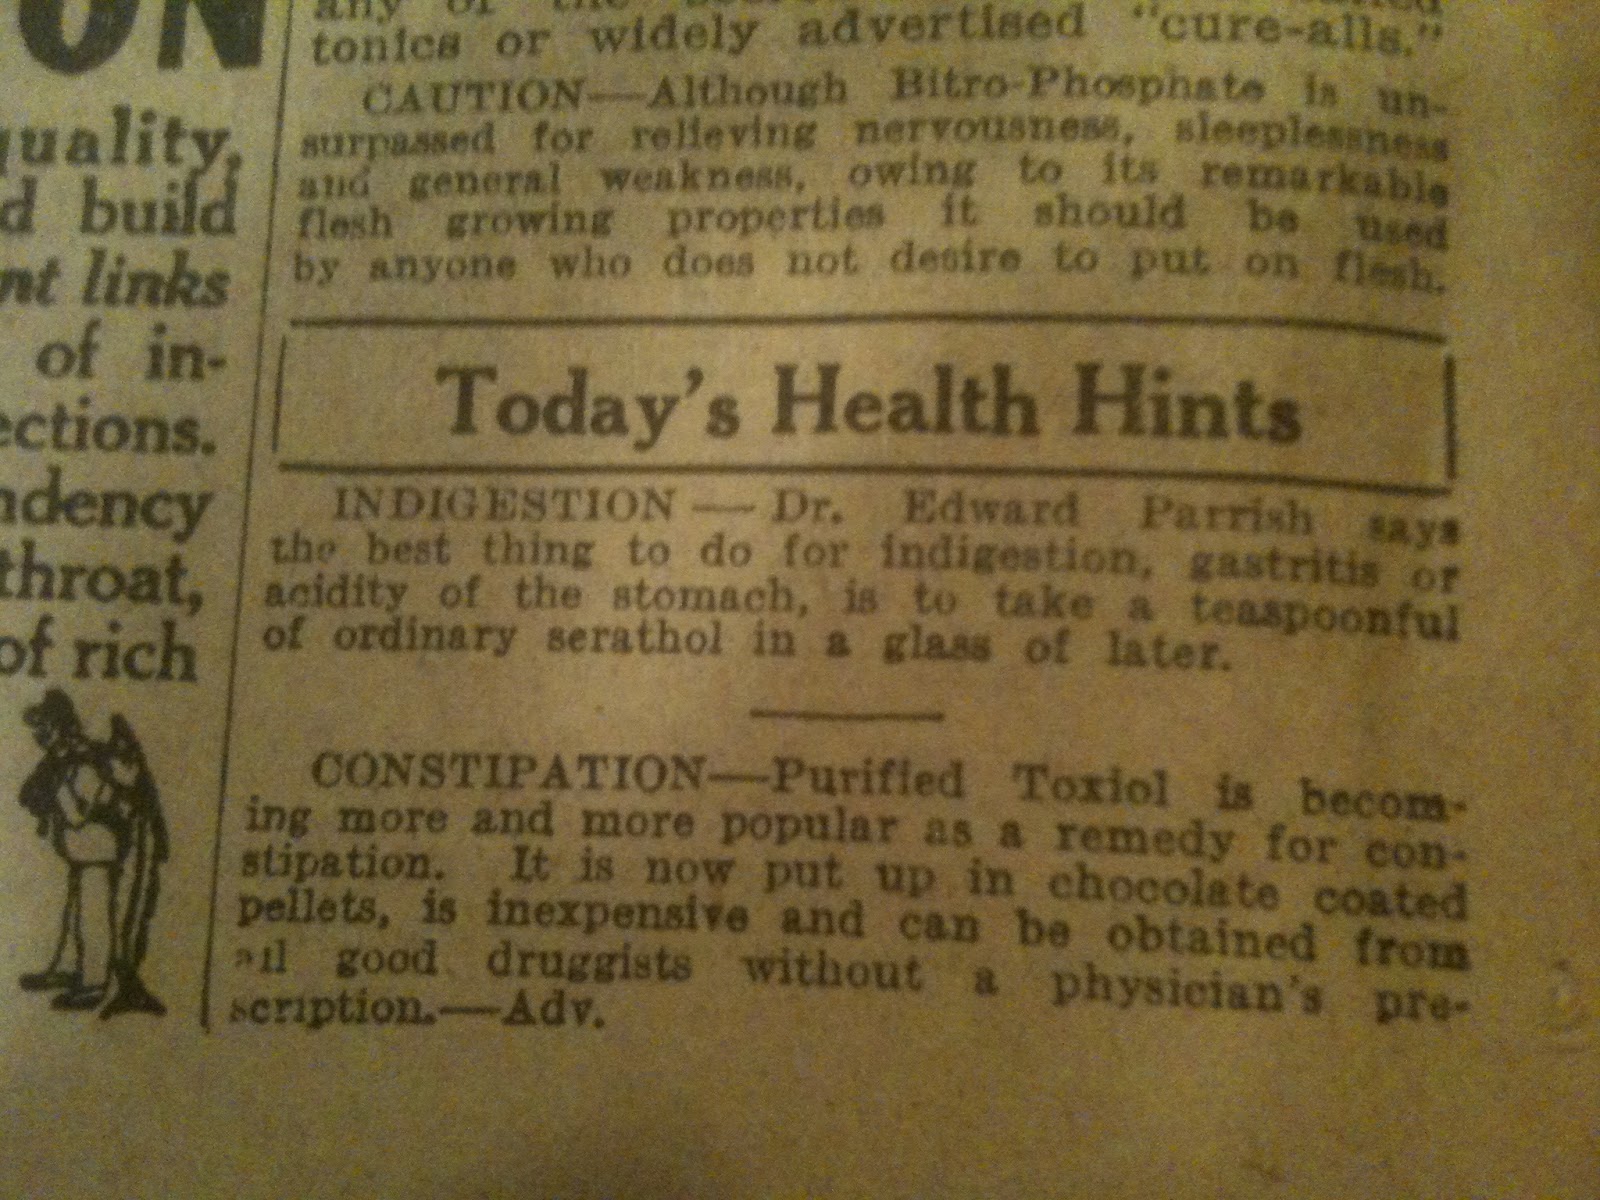 ON
quality,
d build
nt links
of in-
ections.
ndency
throat,
of rich
any of the
tonics or widely advertised "cure-alls."
CAUTION—Although Bitro-Phosphate is un-
surpassed for relieving nervousness, sleeplessness
and general weakness, owing to its remarkable
flesh growing properties it should be used
by anyone who does not desire to put on flesh.
Today's Health Hints
INDIGESTION — Dr. Edward Parrish says
the best thing to do for indigestion, gastritis or
acidity of the stomach, is to take a teaspoonful
of ordinary serathol in a glass of later.
CONSTIPATION—Purified Toxiol is becom-
ing more and more popular as a remedy for con-
stipation. It is now put up in chocolate coated
pellets, is inexpensive and can be obtained from
all good druggists without a physician's pre-
scription.—Adv.